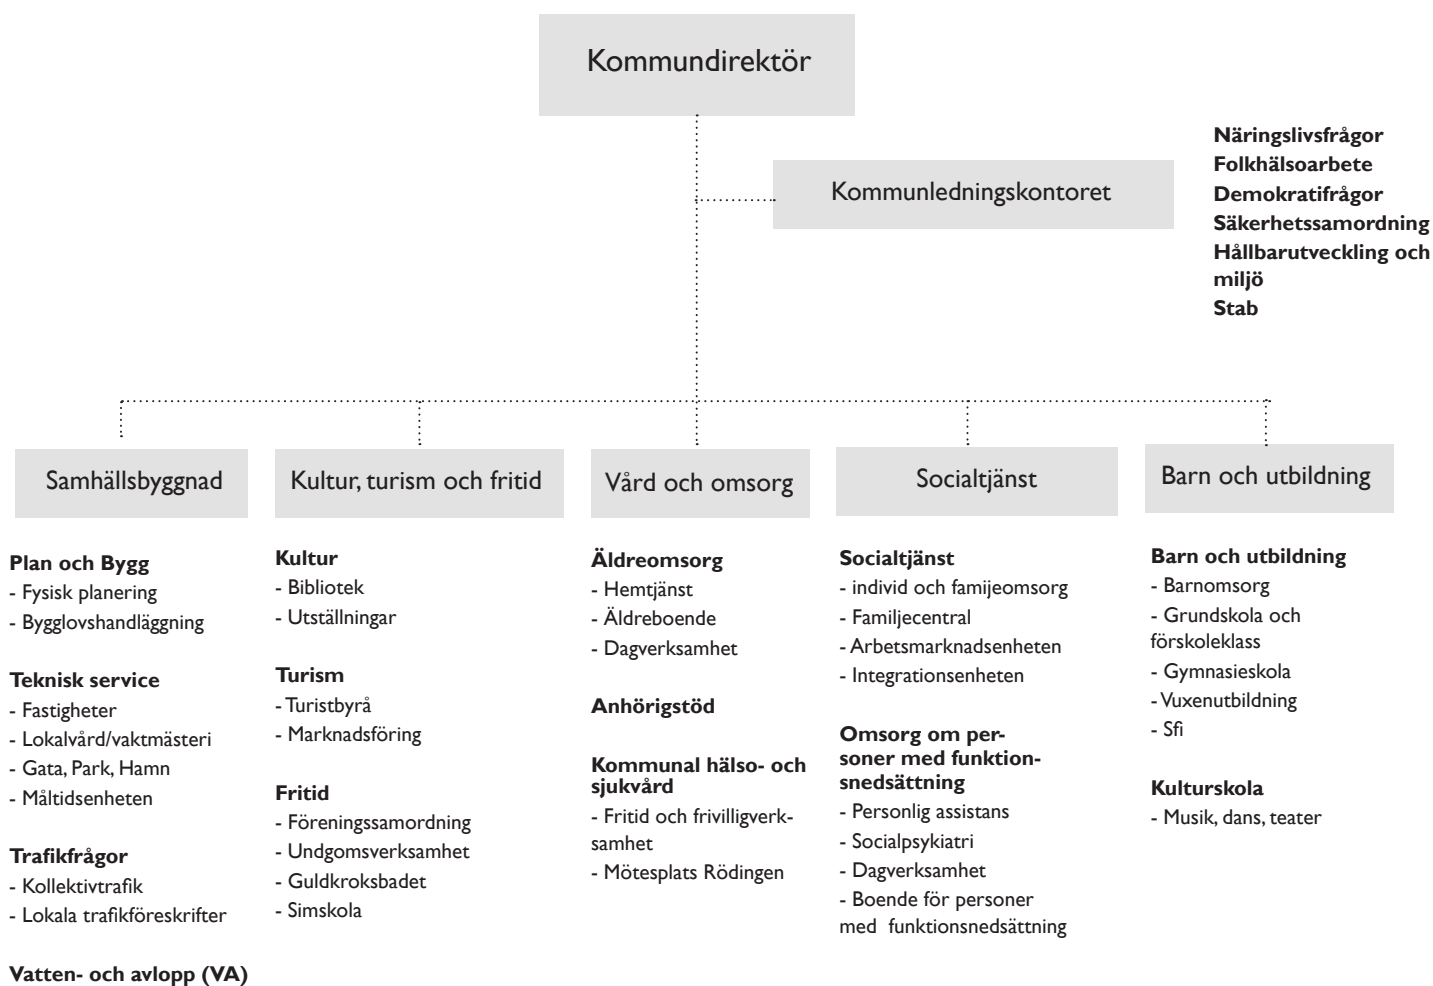 Kommundirektör
Kommunledningskontoret
Näringslivsfrågor
Folkhälsoarbete
Demokratifrågor
Säkerhetssamordning
Hållbarutveckling och
miljö
Stab
Samhällsbyggnad
Plan och Bygg
- Fysisk planering
- Bygglovshandläggning
Teknisk service
- Fastigheter
- Lokalvård/vaktmästeri
- Gata, Park, Hamn
- Måltidsenheten
Trafikfrågor
- Kollektivtrafik
- Lokala trafikföreskrifter
Vatten- och avlopp (VA)
Kultur, turism och fritid
Kultur
- Bibliotek
- Utställningar
Turism
- Turistbyrå
- Marknadsföring
Fritid
- Föreningssamordning
- Undgomsverksamhet
- Guldkroksbadet
- Simskola
Vård och omsorg
Äldreomsorg
- Hemtjänst
- Äldreboende
- Dagverksamhet
Anhörigstöd
Kommunal hälso- och
sjukvård
- Fritid och frivilligverk-
samhet
- Mötesplats Rödingen
Socialtjänst
Socialtjänst
- individ och famijeomsorg
- Familjecentral
- Arbetsmarknadsenheten
- Integrationsenheten
Omsorg om per-
soner med funktion-
snedsättning
- Personlig assistans
- Socialpsykiatri
- Dagverksamhet
- Boende för personer
med funktionsnedsättning
Barn och utbildning
Barn och utbildning
- Barnomsorg
- Grundskola och
förskoleklass
- Gymnasieskola
- Vuxenutbildning
- Sfi
Kulturskola
- Musik, dans, teater